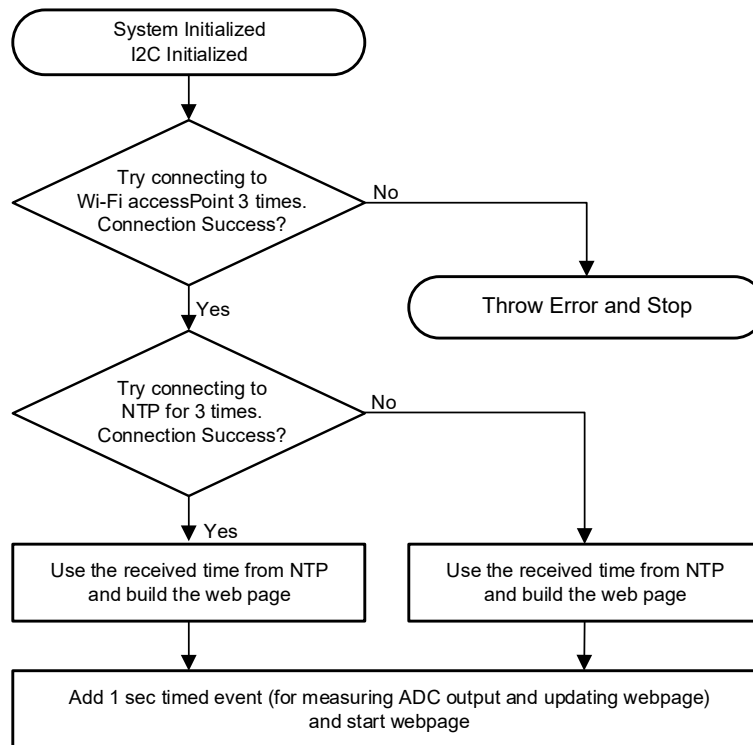 System Initialized
I2C Initialized
Try connecting to
Wi-Fi accessPoint 3 times.
Connection Success?
No
Throw Error and Stop
Yes
Try connecting to
NTP for 3 times.
Connection Success?
No
Yes
Use the received time from NTP
and build the web page
Use the received time from NTP
and build the web page
Add 1 sec timed event (for measuring ADC output and updating webpage)
and start webpage